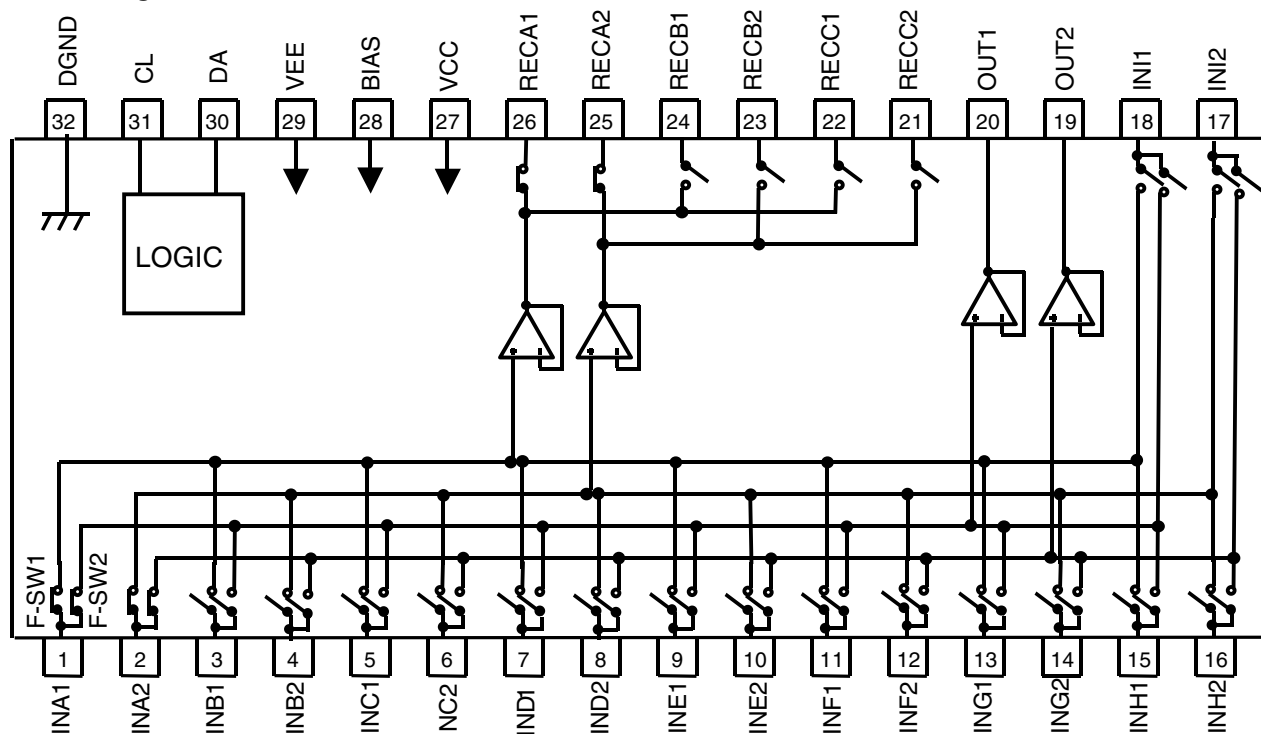 DGND CL DA VEE BIAS VCC RECA1 RECA2 RECB1 RECB2 RECC1 RECC2 OUT1 OUT2 INI1 INI2
32 31 30 29 28 27 26 25 24 23 22 21 20 19 18 17
LOGIC
F-SW1 F-SW2
1 2 3 4 5 6 7 8 9 10 11 12 13 14 15 16
INA1 INA2 INB1 INB2 INC1 NC2 IND1 IND2 INE1 INE2 INF1 INF2 ING1 ING2 INH1 INH2